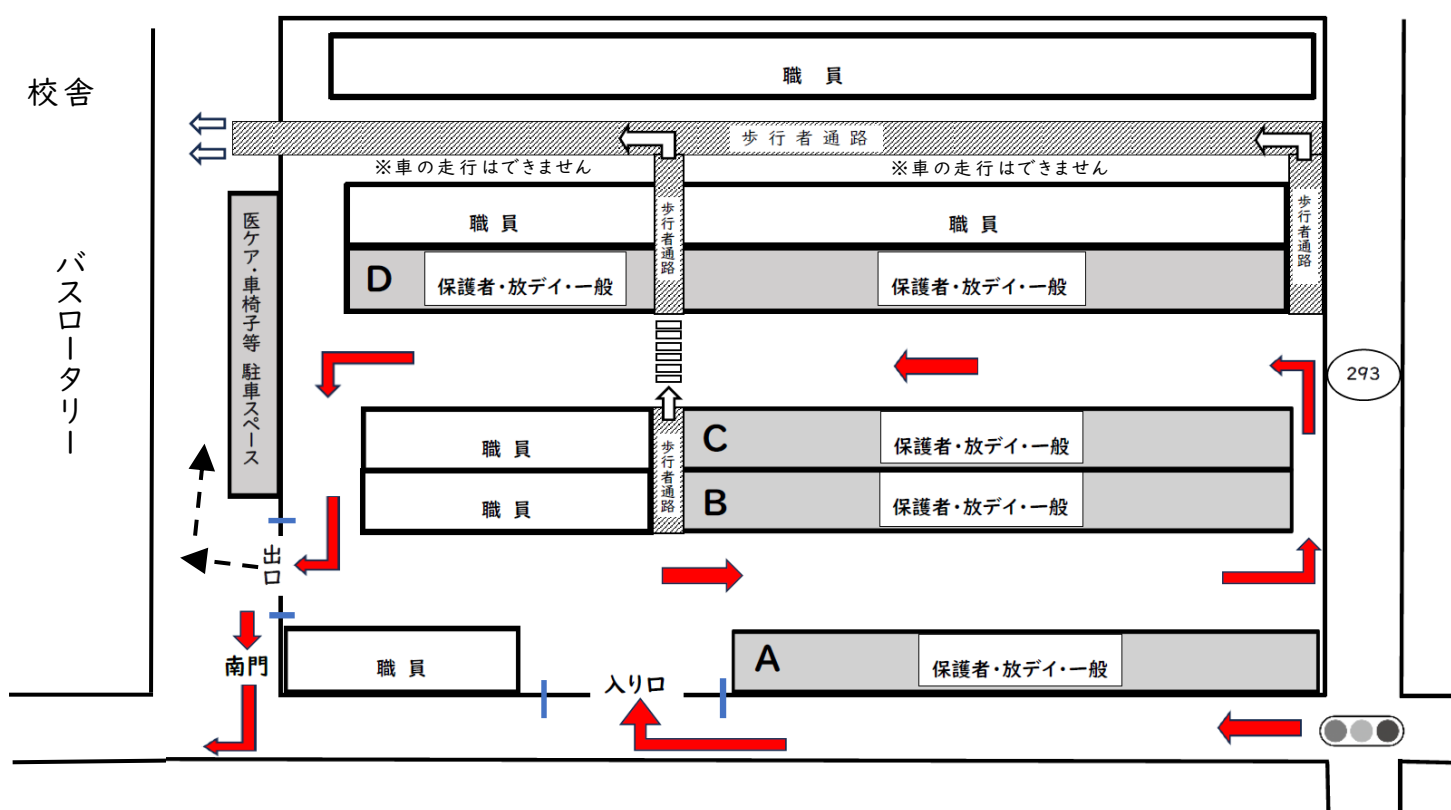 職 員
校舎
歩行者通路
※車の走行はできません
※車の走行はできません
職 員
歩行者通路
職 員
歩行者通路
医ケア・車椅子等 駐車スペース
D
保護者・放デイ・一般
保護者・放デイ・一般
バスロータリー
293
職 員
歩行者通路
C
保護者・放デイ・一般
職 員
B
保護者・放デイ・一般
出口
南門
職 員
入り口
A
保護者・放デイ・一般